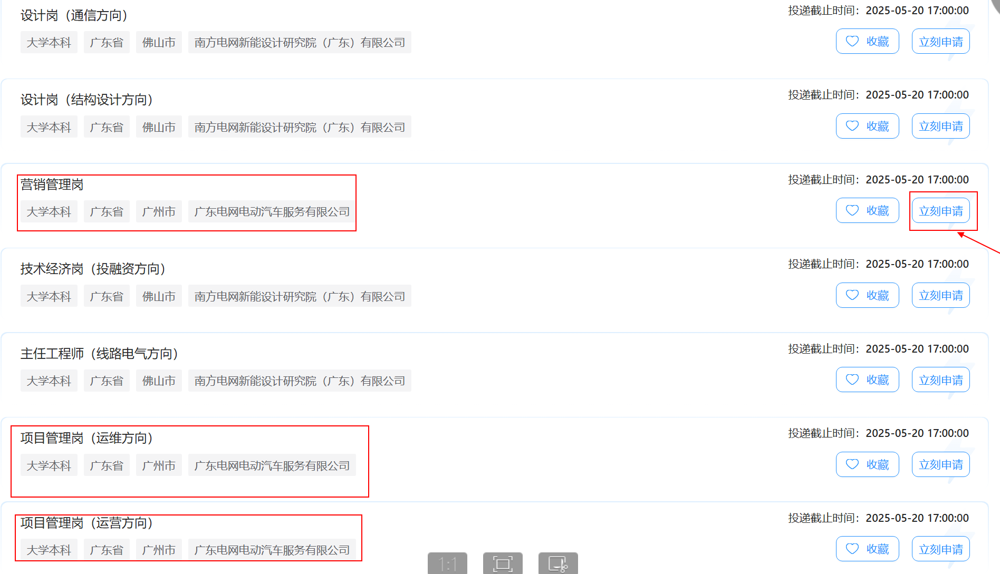 设计岗（通信方向）
投递截止时间：2025-05-20 17:00:00
大学本科 广东省 佛山市 南方电网新能设计研究院（广东）有限公司
收藏 立刻申请
设计岗（结构设计方向）
投递截止时间：2025-05-20 17:00:00
大学本科 广东省 佛山市 南方电网新能设计研究院（广东）有限公司
收藏 立刻申请
营销管理岗
投递截止时间：2025-05-20 17:00:00
大学本科 广东省 广州市 广东电网电动汽车服务有限公司
收藏 立刻申请
技术经济岗（投融资方向）
投递截止时间：2025-05-20 17:00:00
大学本科 广东省 佛山市 南方电网新能设计研究院（广东）有限公司
收藏 立刻申请
主任工程师（线路电气方向）
投递截止时间：2025-05-20 17:00:00
大学本科 广东省 佛山市 南方电网新能设计研究院（广东）有限公司
收藏 立刻申请
项目管理岗（运维方向）
投递截止时间：2025-05-20 17:00:00
大学本科 广东省 广州市 广东电网电动汽车服务有限公司
收藏 立刻申请
项目管理岗（运营方向）
投递截止时间：2025-05-20 17:00:00
大学本科 广东省 广州市 广东电网电动汽车服务有限公司
收藏 立刻申请
1:1